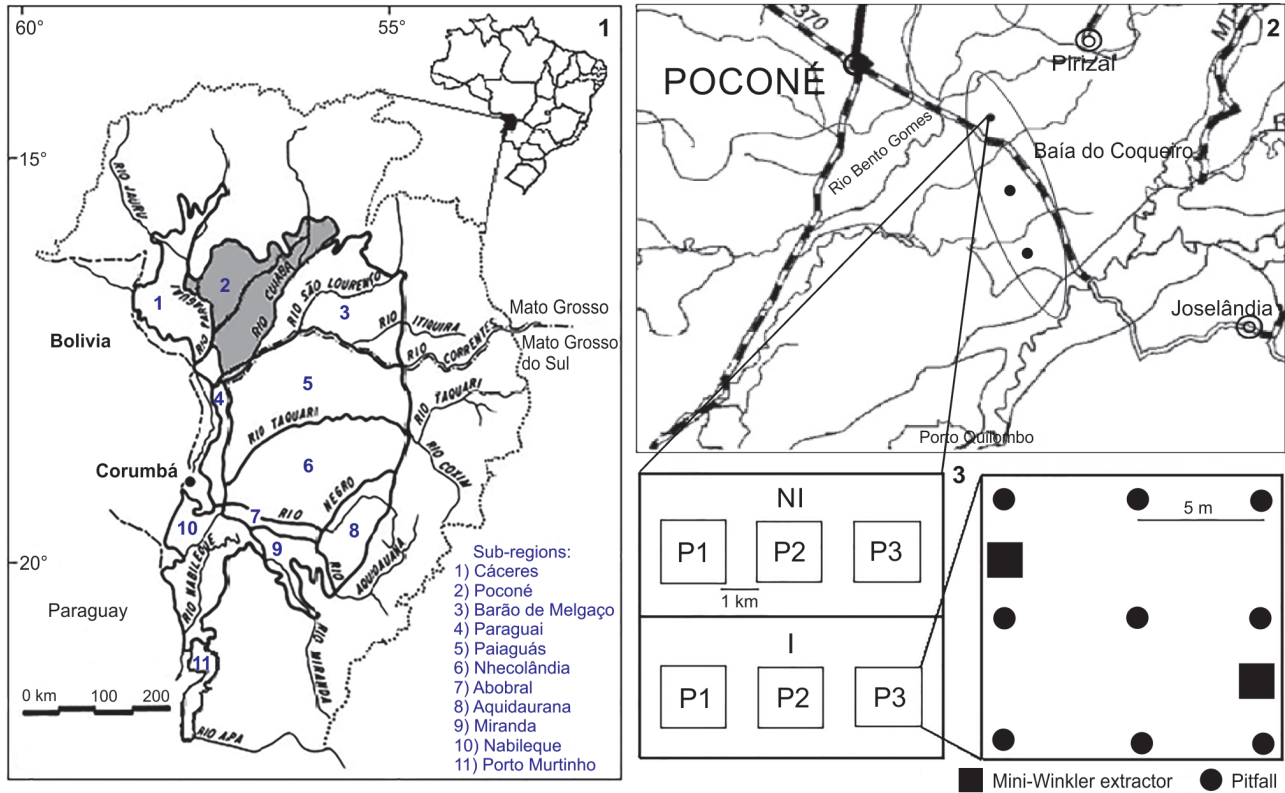 60°
55°
1
15°
RIO JAURU
2
CUIABÁ
RIO
1
PARAGUAI
RIO
RIO SÃO LOURENÇO
3
RIO ITIQUIRA
Mato Grosso
Bolivia
RIO CORRENTES
Mato Grosso
do Sul
5
4
RIO TAQUARI
RIO TAQUARI
RIO COXIM
6
Corumbá
RIO NEGRO
7
8
10
9
RIO NABILEQUE
RIO AQUIDAUANA
20°
Paraguay
RIO MIRANDA
11
0 km 100 200
RIO APA
Sub-regions:
1) Cáceres
2) Poconé
3) Barão de Melgaço
4) Paraguai
5) Paiaguás
6) Nhecolândia
7) Abobral
8) Aquidaurana
9) Miranda
10) Nabileque
11) Porto Murtinho
2
-370
MT-
Pirizal
POCONÉ
Rio Bento Gomes
Baía do Coqueiro
Joselândia
Porto Quilombo
3
NI
P1 P2 P3
1 km
I
P1 P2 P3
5 m
Mini-Winkler extractor
Pitfall